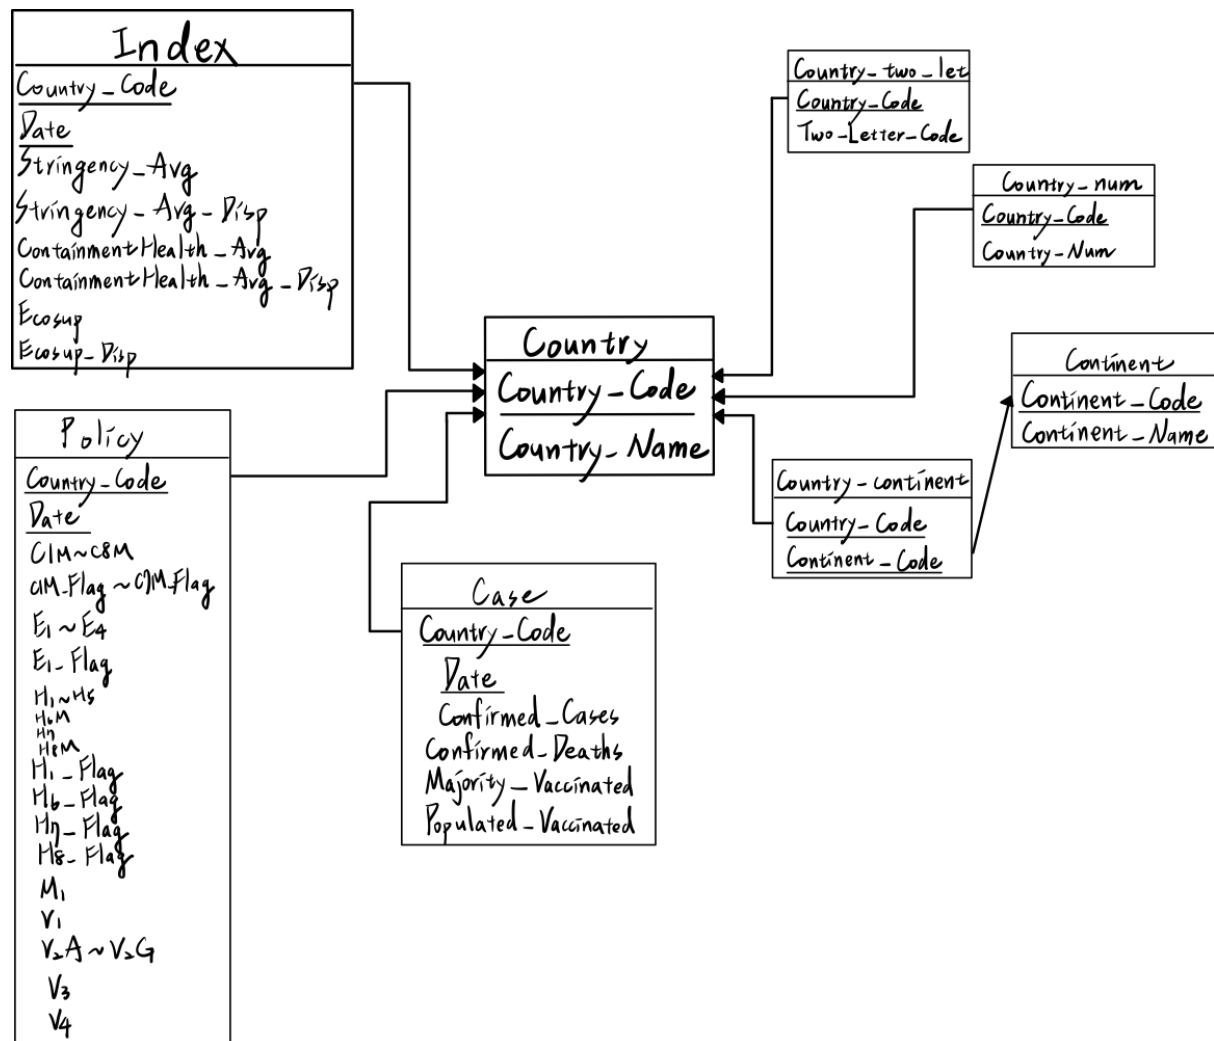 Index
Country_Code
Date
Stringency_Avg
Stringency_Avg_Disp
ContainmentHealth_Avg
ContainmentHealth_Avg_Disp
Ecosup
Ecosup_Disp
Policy
Country_Code
Date
C1M~C8M
C1M_Flag~C7M_Flag
E1~E4
E1_Flag
H1~H5
H6M
H7
H8M
H1_Flag
H6_Flag
H7_Flag
H8_Flag
M1
V1
V2A~V2G
V3
V4
Case
Country_Code
Date
Confirmed_Cases
Confirmed_Deaths
Majority_Vaccinated
Populated_Vaccinated
Country
Country_Code
Country_Name
Country_two_let
Country_Code
Two_Letter_Code
Country_num
Country_Code
Country_Num
Continent
Continent_Code
Continent_Name
Country_continent
Country_Code
Continent_Code